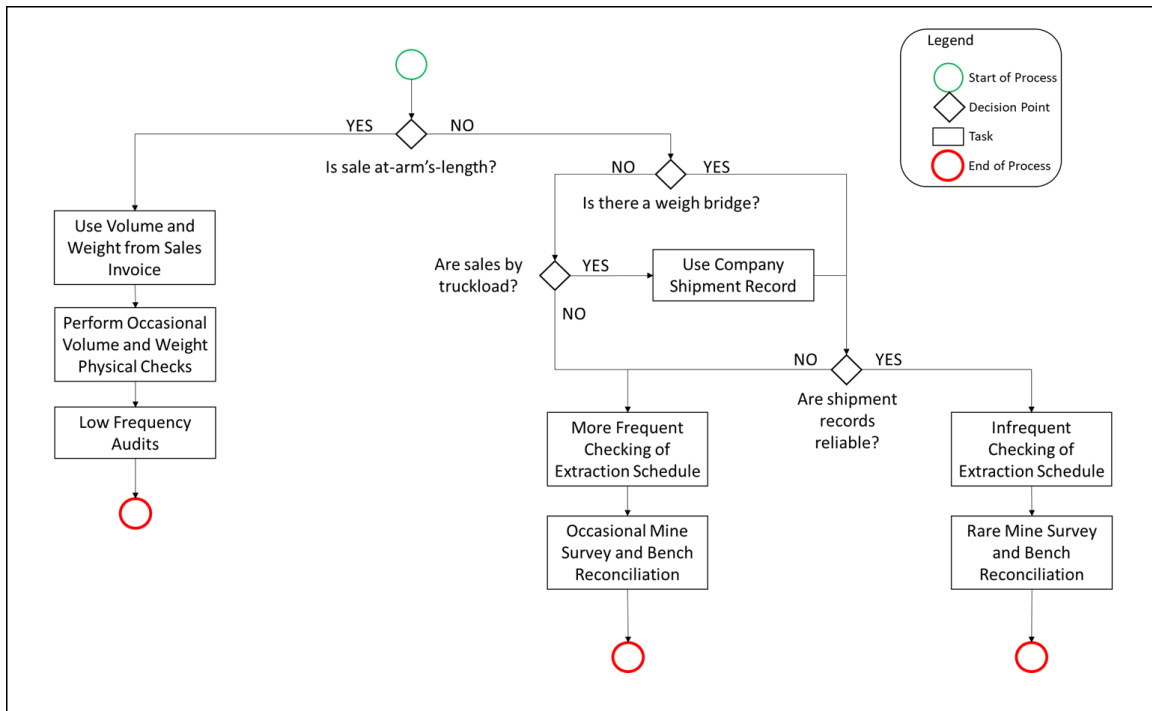 Legend
Start of Process
Decision Point
Task
End of Process
YES
NO
Is sale at-arm's-length?
NO
YES
Is there a weigh bridge?
Use Volume and
Weight from Sales
Invoice
Are sales by
truckload?
YES
Use Company
Shipment Record
NO
Perform Occasional
Volume and Weight
Physical Checks
NO
YES
Are shipment
records
reliable?
Low Frequency
Audits
More Frequent
Checking of
Extraction Schedule
Infrequent
Checking of
Extraction Schedule
Occasional Mine
Survey and Bench
Reconciliation
Rare Mine Survey
and Bench
Reconciliation